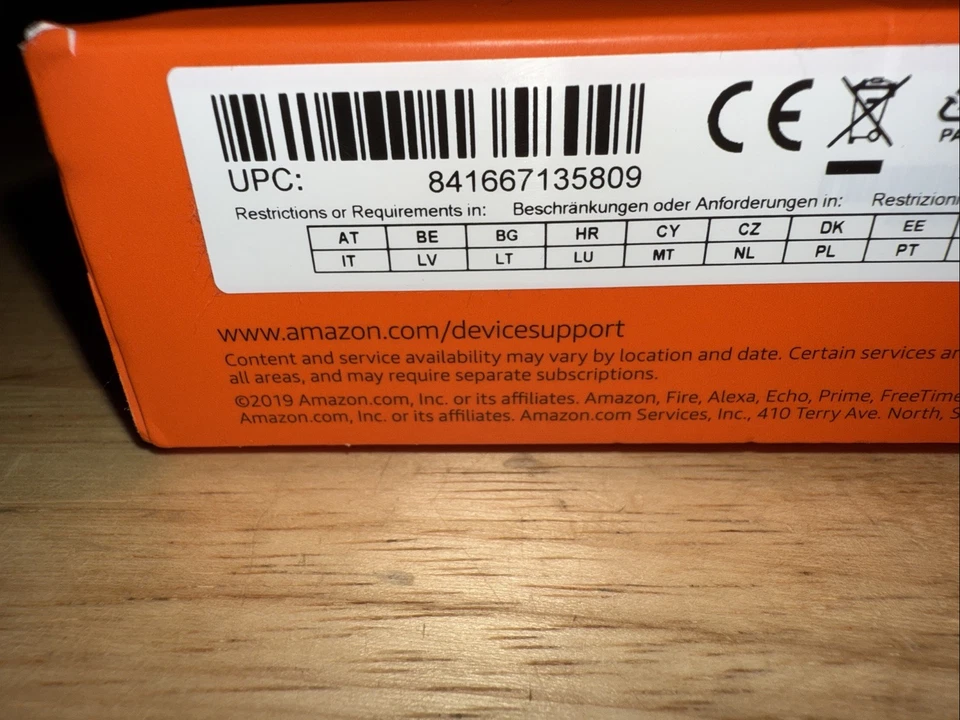 CE
PA
UPC: 841667135809
Restrictions or Requirements in: Beschränkungen oder Anforderungen in: Restrizioni
AT BE BG HR CY CZ DK EE
IT LV LT LU MT NL PL PT
www.amazon.com/devicesupport
Content and service availability may vary by location and date. Certain services ar
all areas, and may require separate subscriptions.
©2019 Amazon.com, Inc. or its affiliates. Amazon, Fire, Alexa, Echo, Prime, FreeTime
Amazon.com, Inc. or its affiliates. Amazon.com Services, Inc., 410 Terry Ave. North, S